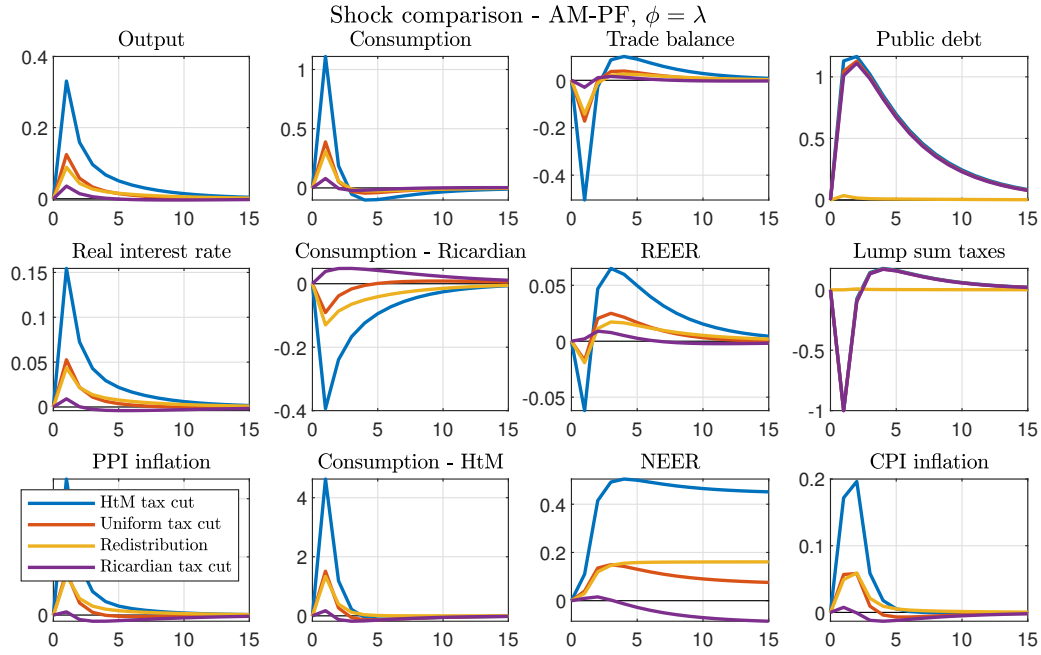 Shock comparison - AM-PF, ϕ = λ
Output
Consumption
Trade balance
Public debt
0.4
0.2
0
0 5 10 15
1
0.5
0
0 5 10 15
0
-0.2
-0.4
0 5 10 15
1
0.5
0
0 5 10 15
Real interest rate
Consumption - Ricardian
REER
Lump sum taxes
0.15
0.1
0.05
0
0 5 10 15
0
-0.2
-0.4
0 5 10 15
0.05
0
-0.05
0 5 10 15
0
-0.5
-1
0 5 10 15
PPI inflation
Consumption - HtM
NEER
CPI inflation
HtM tax cut
Uniform tax cut
Redistribution
Ricardian tax cut
0
0 5 10 15
4
2
0
0 5 10 15
0.4
0.2
0
0 5 10 15
0.2
0.1
0
0 5 10 15